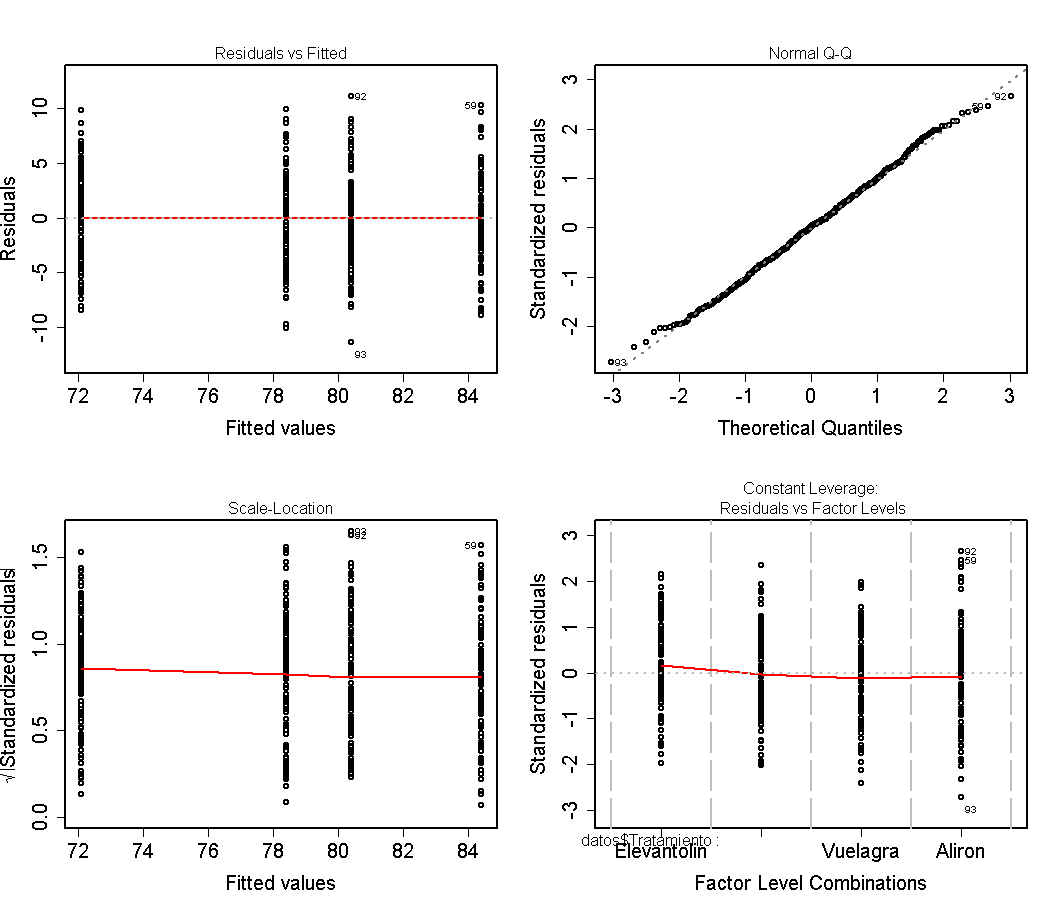 Residuals vs Fitted
Residuals
10
5
0
-5
-10
92
59
93
72 74 76 78 80 82 84
Fitted values
Normal Q-Q
Standardized residuals
3
2
1
0
-1
-2
92
59
93
-3 -2 -1 0 1 2 3
Theoretical Quantiles
Scale-Location
√|Standardized residuals|
1.5
1.0
0.5
0.0
93
92
59
72 74 76 78 80 82 84
Fitted values
Constant Leverage:
Residuals vs Factor Levels
Standardized residuals
3
2
1
0
-1
-2
-3
92
59
93
datos$Tratamiento :
Elevantolin Vuelagra Aliron
Factor Level Combinations